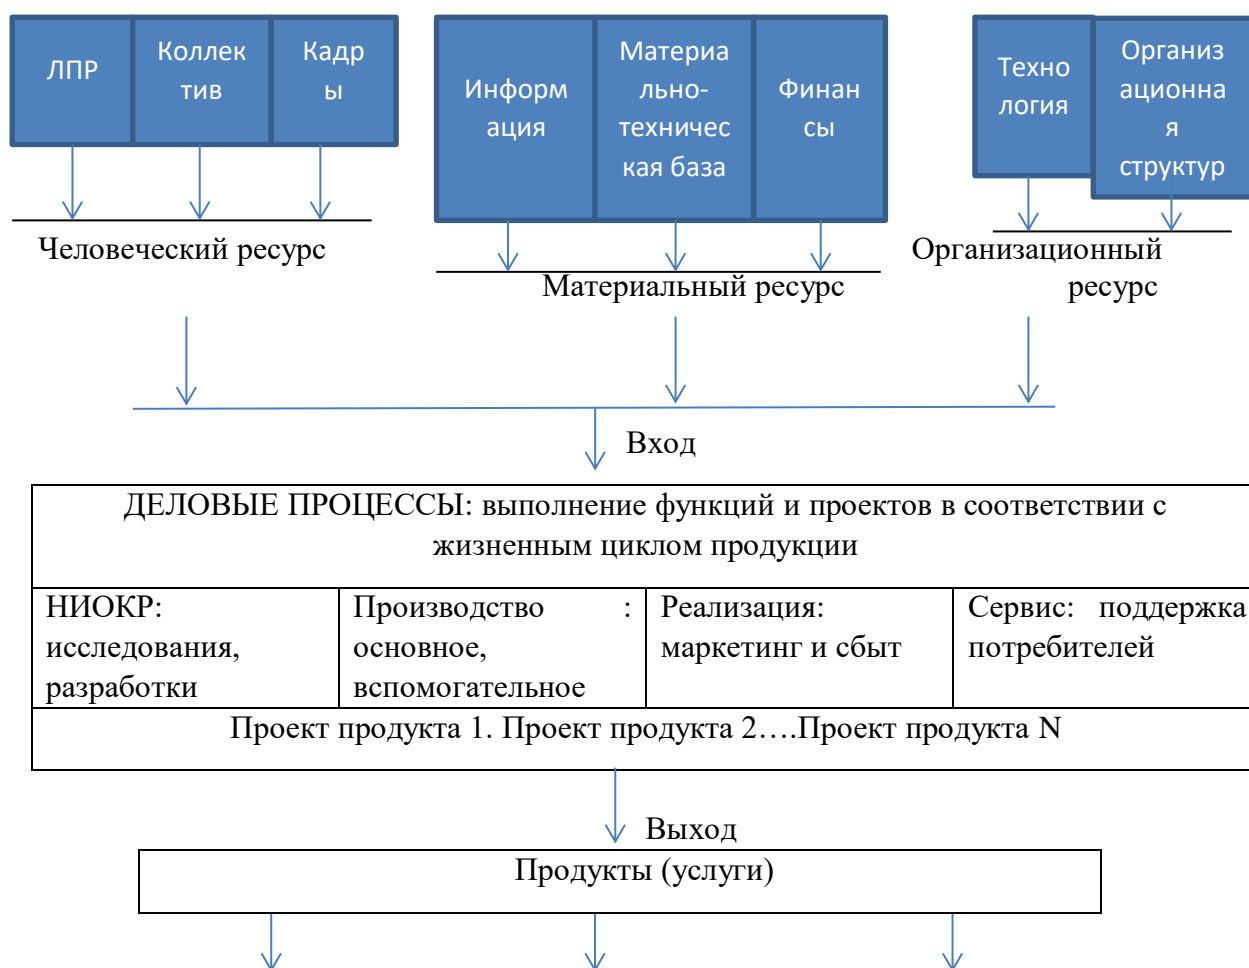 ЛПР
Коллек
тив
Кадр
ы
Информ
ация
Материа
льно-
техничес
кая база
Финан
сы
Техно
логия
Организ
ационна
я
структур
Человеческий ресурс
Материальный ресурс
Организационный
ресурс
Вход
ДЕЛОВЫЕ ПРОЦЕССЫ: выполнение функций и проектов в соответствии с
жизненным циклом продукции
НИОКР:
исследования,
разработки
Производство :
основное,
вспомогательное
Реализация:
маркетинг и сбыт
Сервис: поддержка
потребителей
Проект продукта 1. Проект продукта 2….Проект продукта N
Выход
Продукты (услуги)